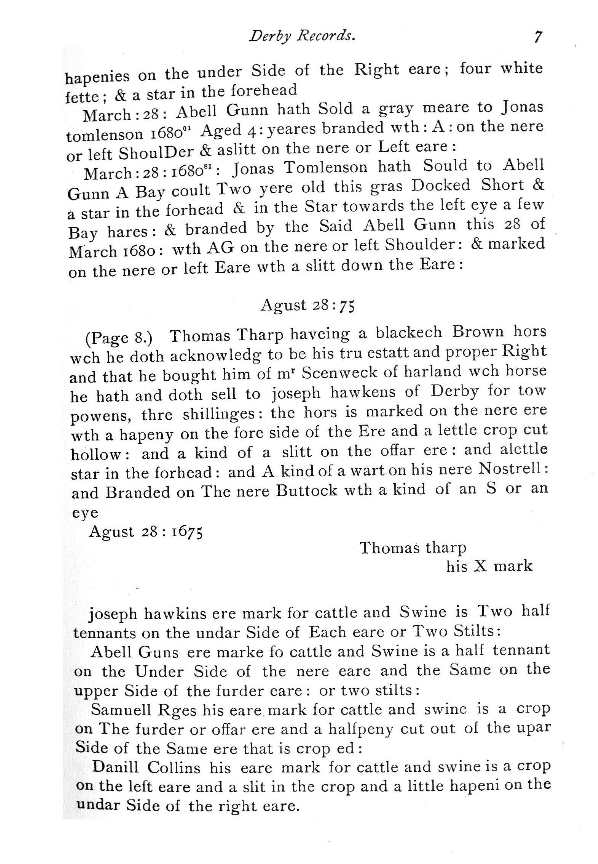 Derby Records. 7
hapenies on the under Side of the Right eare; four white
fette; & a star in the forehead
March: 28: Abell Gunn hath Sold a gray meare to Jonas
tomlenson 1680⁰¹ Aged 4: yeares branded wth: A: on the nere
or left ShoulDer & aslitt on the nere or Left eare:
March: 28: 1680⁸¹: Jonas Tomlenson hath Sould to Abell
Gunn A Bay coult Two yere old this gras Docked Short &
a star in the forhead & in the Star towards the left eye a few
Bay hares: & branded by the Said Abell Gunn this 28 of
March 1680: wth AG on the nere or left Shoulder: & marked
on the nere or left Eare wth a slitt down the Eare:
Agust 28:75
(Page 8.) Thomas Tharp haveing a blackech Brown hors
wch he doth acknowledg to be his tru estatt and proper Right
and that he bought him of mʳ Scenweck of harland wch horse
he hath and doth sell to joseph hawkens of Derby for tow
powens, thre shillinges: the hors is marked on the nere ere
wth a hapeny on the fore side of the Ere and a lettle crop cut
hollow: and a kind of a slitt on the offar ere: and alettle
star in the forhead: and A kind of a wart on his nere Nostrell:
and Branded on The nere Buttock wth a kind of an S or an
eye
Agust 28: 1675
Thomas tharp
his X mark
joseph hawkins ere mark for cattle and Swine is Two half
tennants on the undar Side of Each eare or Two Stilts:
Abell Guns ere marke fo cattle and Swine is a half tennant
on the Under Side of the nere eare and the Same on the
upper Side of the furder eare: or two stilts:
Samuell Rges his eare mark for cattle and swine is a crop
on The furder or offar ere and a halfpeny cut out of the upar
Side of the Same ere that is crop ed:
Danill Collins his eare mark for cattle and swine is a crop
on the left eare and a slit in the crop and a little hapeni on the
undar Side of the right eare.